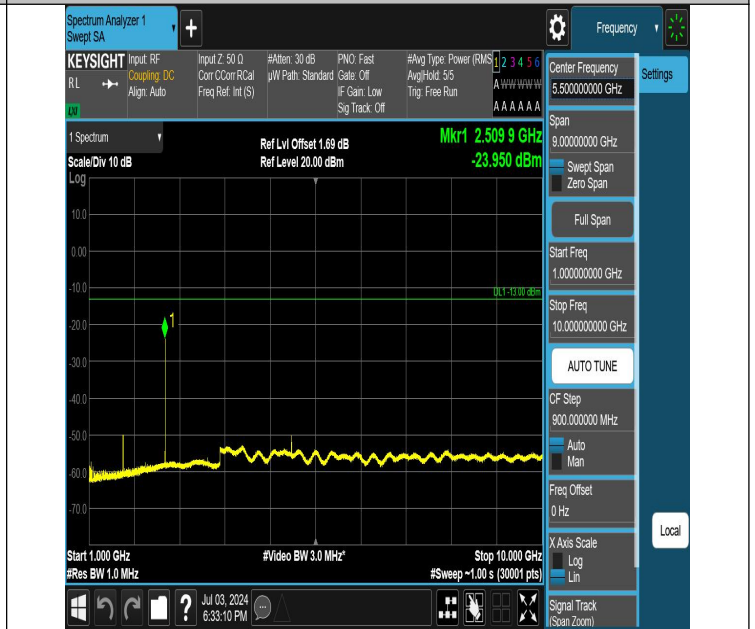 Spectrum Analyzer 1
Swept SA
+
Frequency
KEYSIGHT
RL
LXI
Input: RF
Coupling: DC
Align: Auto
Input Z: 50 Ω
Corr CCorr RCal
Freq Ref: Int (S)
#Atten: 30 dB
µW Path: Standard
PNO: Fast
Gate: Off
IF Gain: Low
Sig Track: Off
#Avg Type: Power (RMS
Avg|Hold: 5/5
Trig: Free Run
1 2 3 4 5 6
A W W W W W
A A A A A A
1 Spectrum
Scale/Div 10 dB
Log
Ref Lvl Offset 1.69 dB
Ref Level 20.00 dBm
Mkr1 2.509 9 GHz
-23.950 dBm
10.0
0.00
-10.0
DL1 -13.00 dBm
-20.0
1
-30.0
-40.0
-50.0
-60.0
-70.0
Start 1.000 GHz
#Video BW 3.0 MHz*
Stop 10.000 GHz
#Res BW 1.0 MHz
#Sweep ~1.00 s (30001 pts)
?
Jul 03, 2024
6:33:10 PM
Center Frequency
5.500000000 GHz
Settings
Span
9.00000000 GHz
Swept Span
Zero Span
Full Span
Start Freq
1.000000000 GHz
Stop Freq
10.000000000 GHz
AUTO TUNE
CF Step
900.000000 MHz
Auto
Man
Freq Offset
0 Hz
X Axis Scale
Log
Lin
Local
Signal Track
(Span Zoom)